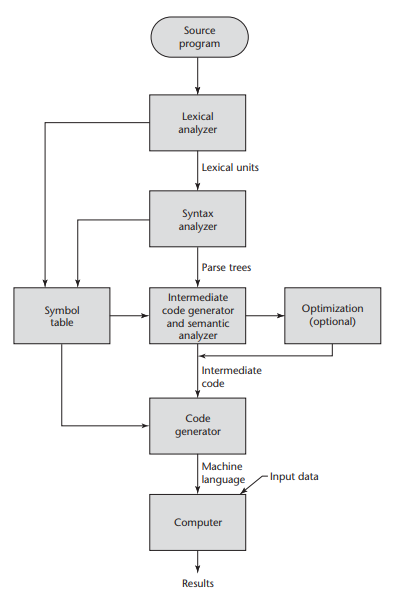 Source
program
Lexical
analyzer
Lexical units
Syntax
analyzer
Parse trees
Symbol
table
Intermediate
code generator
and semantic
analyzer
Optimization
(optional)
Intermediate
code
Code
generator
Machine
language
Input data
Computer
Results